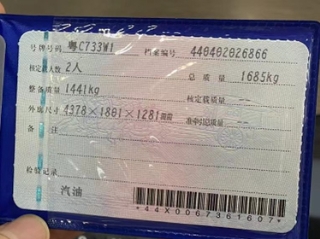 号牌号码 粤C733W1 档案编号 440402026866
核定载人数 2人 总质量 1685kg
整备质量 1441kg 核定载质量 --
外廓尺寸 4378×1801×1281mm 准牵引总质量 --
备注
检验记录
汽油
*44X0067361607*